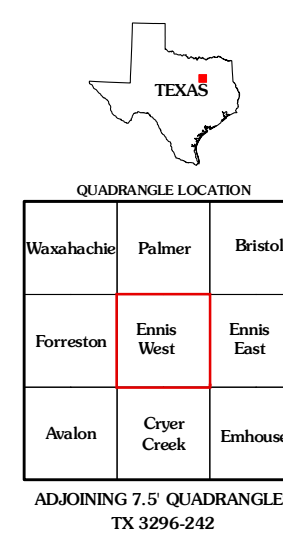 TEXAS
QUADRANGLE LOCATION
Waxahachie Palmer Bristol
Forreston Ennis West Ennis East
Avalon Cryer Creek Emhouse
ADJOINING 7.5' QUADRANGLE
TX 3296-242